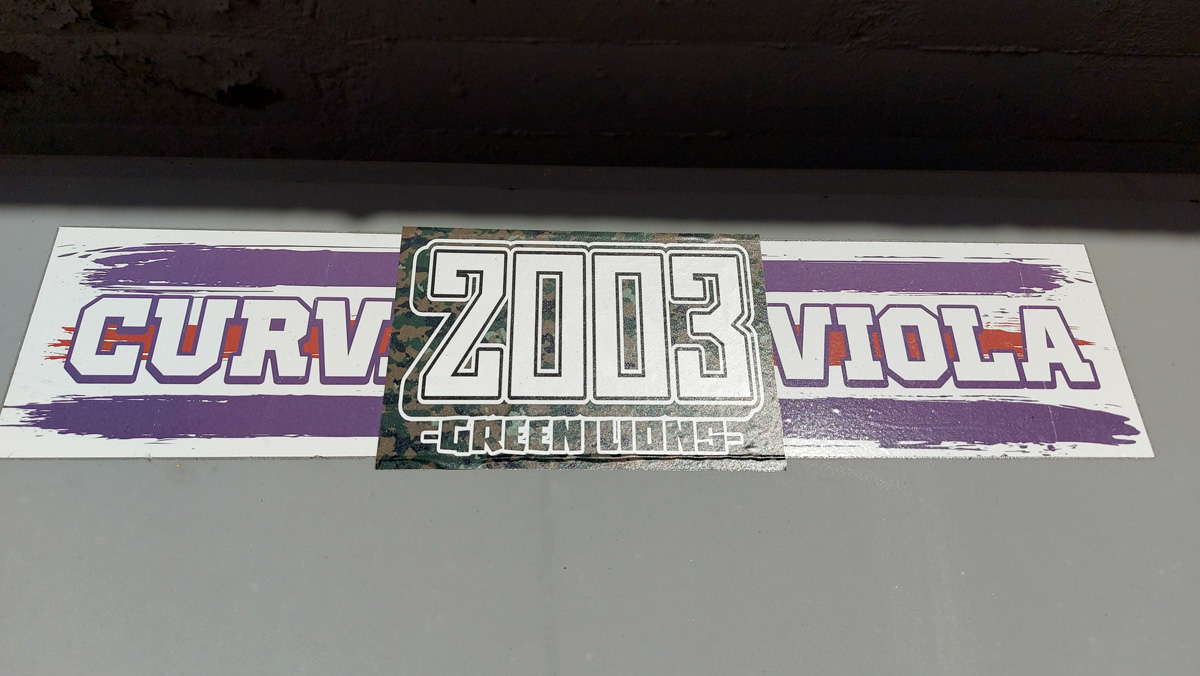 CURV VIOLA
2003
-GREEN LIONS-